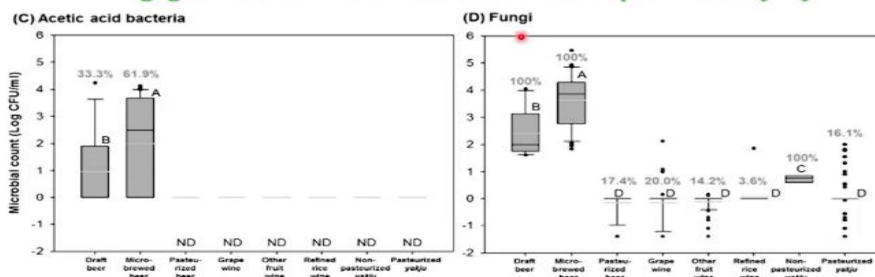 (C) Acetic acid bacteria
Microbial count (Log CFU/ml)
6
5
4
3
2
1
0
-1
-2
33.3%
61.9%
B
A
ND
ND
ND
ND
ND
ND
Draft beer
Micro-brewed beer
Pasteu-rized beer
Grape wine
Other fruit wine
Refined rice wine
Non-pasteurized yakju
Pasteurized yakju
(D) Fungi
6
5
4
3
2
1
0
-1
-2
100%
100%
17.4%
20.0%
14.2%
3.6%
100%
16.1%
B
A
D
D
D
D
C
D
Draft beer
Micro-brewed beer
Pasteu-rized beer
Grape wine
Other fruit wine
Refined rice wine
Non-pasteurized yakju
Pasteurized yakju